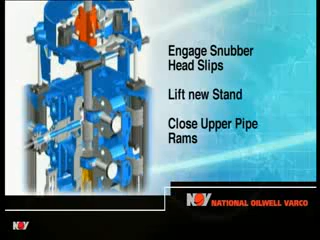 Engage Snubber
Head Slips
Lift new Stand
Close Upper Pipe
Rams
NOV NATIONAL OILWELL VARCO
NOV